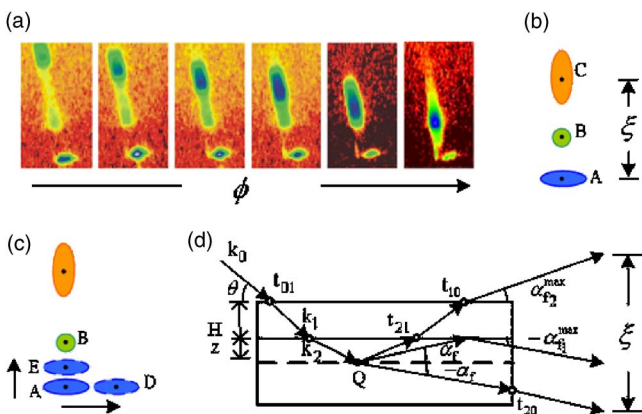 (a)
ϕ
(b)
C
B
A
ξ
(c)
B
E
A
D
(d)
k₀
θ
t₀₁
t₁₀
α_f2^max
H
k₁
t₂₁
z
k₂
α_f
−α_f1^max
Q
−α_f
t₂₀
ξ